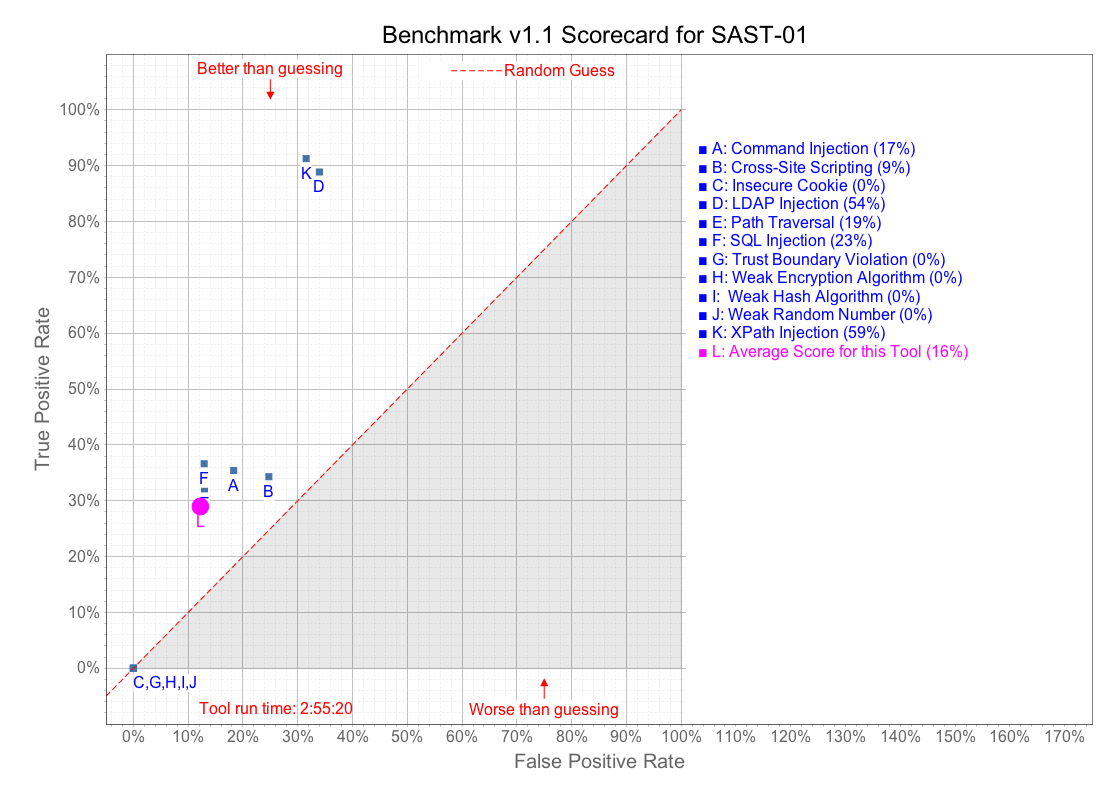 Benchmark v1.1 Scorecard for SAST-01
Better than guessing
Random Guess
100%
90%
80%
70%
60%
50%
40%
30%
20%
10%
0%
True Positive Rate
K
D
F
A
B
L
C,G,H,I,J
Tool run time: 2:55:20
Worse than guessing
A: Command Injection (17%)
B: Cross-Site Scripting (9%)
C: Insecure Cookie (0%)
D: LDAP Injection (54%)
E: Path Traversal (19%)
F: SQL Injection (23%)
G: Trust Boundary Violation (0%)
H: Weak Encryption Algorithm (0%)
I: Weak Hash Algorithm (0%)
J: Weak Random Number (0%)
K: XPath Injection (59%)
L: Average Score for this Tool (16%)
0% 10% 20% 30% 40% 50% 60% 70% 80% 90% 100% 110% 120% 130% 140% 150% 160% 170%
False Positive Rate